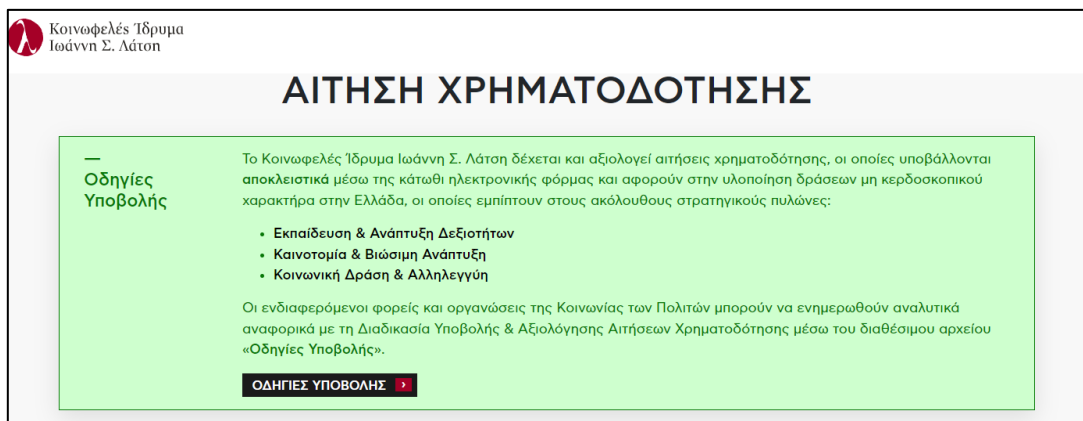 Κοινωφελές Ίδρυμα
Ιωάννη Σ. Λάτση
ΑΙΤΗΣΗ ΧΡΗΜΑΤΟΔΟΤΗΣΗΣ
Οδηγίες
Υποβολής
Το Κοινωφελές Ίδρυμα Ιωάννη Σ. Λάτση δέχεται και αξιολογεί αιτήσεις χρηματοδότησης, οι οποίες υποβάλλονται
αποκλειστικά μέσω της κάτωθι ηλεκτρονικής φόρμας και αφορούν στην υλοποίηση δράσεων μη κερδοσκοπικού
χαρακτήρα στην Ελλάδα, οι οποίες εμπίπτουν στους ακόλουθους στρατηγικούς πυλώνες:
• Εκπαίδευση & Ανάπτυξη Δεξιοτήτων
• Καινοτομία & Βιώσιμη Ανάπτυξη
• Κοινωνική Δράση & Αλληλεγγύη
Οι ενδιαφερόμενοι φορείς και οργανώσεις της Κοινωνίας των Πολιτών μπορούν να ενημερωθούν αναλυτικά
αναφορικά με τη Διαδικασία Υποβολής & Αξιολόγησης Αιτήσεων Χρηματοδότησης μέσω του διαθέσιμου αρχείου
«Οδηγίες Υποβολής».
ΟΔΗΓΙΕΣ ΥΠΟΒΟΛΗΣ ›